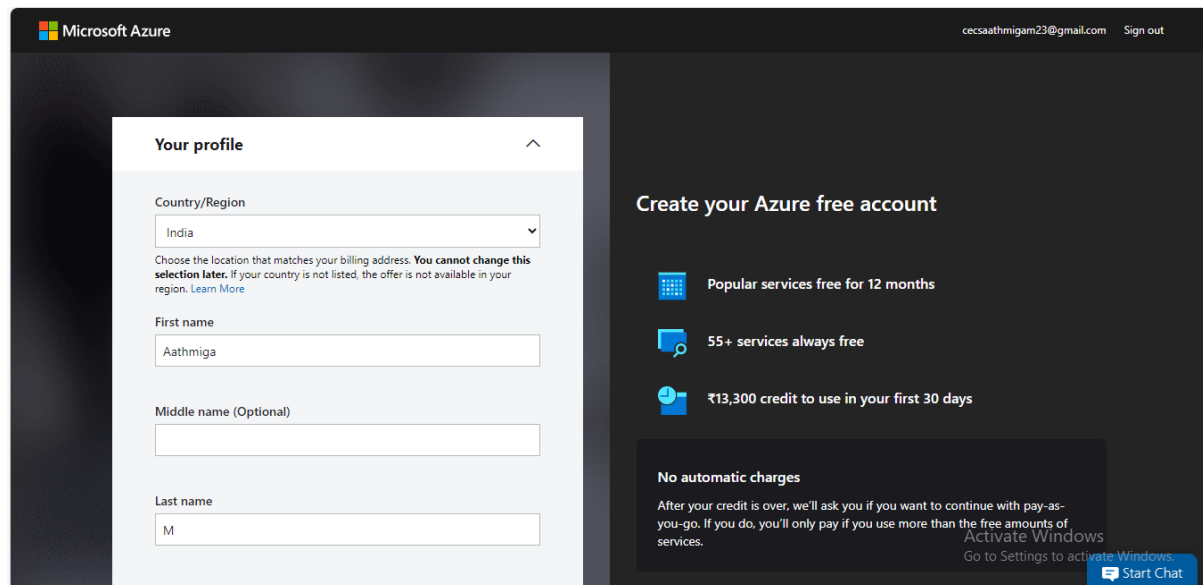 Microsoft Azure
cecsaathmigam23@gmail.com Sign out
Your profile
Country/Region
India
Choose the location that matches your billing address. You cannot change this
selection later. If your country is not listed, the offer is not available in your
region. Learn More
First name
Aathmiga
Middle name (Optional)
Last name
M
Create your Azure free account
Popular services free for 12 months
55+ services always free
₹13,300 credit to use in your first 30 days
No automatic charges
After your credit is over, we'll ask you if you want to continue with pay-as-
you-go. If you do, you'll only pay if you use more than the free amounts of
services.
Activate Windows
Go to Settings to activate Windows.
Start Chat